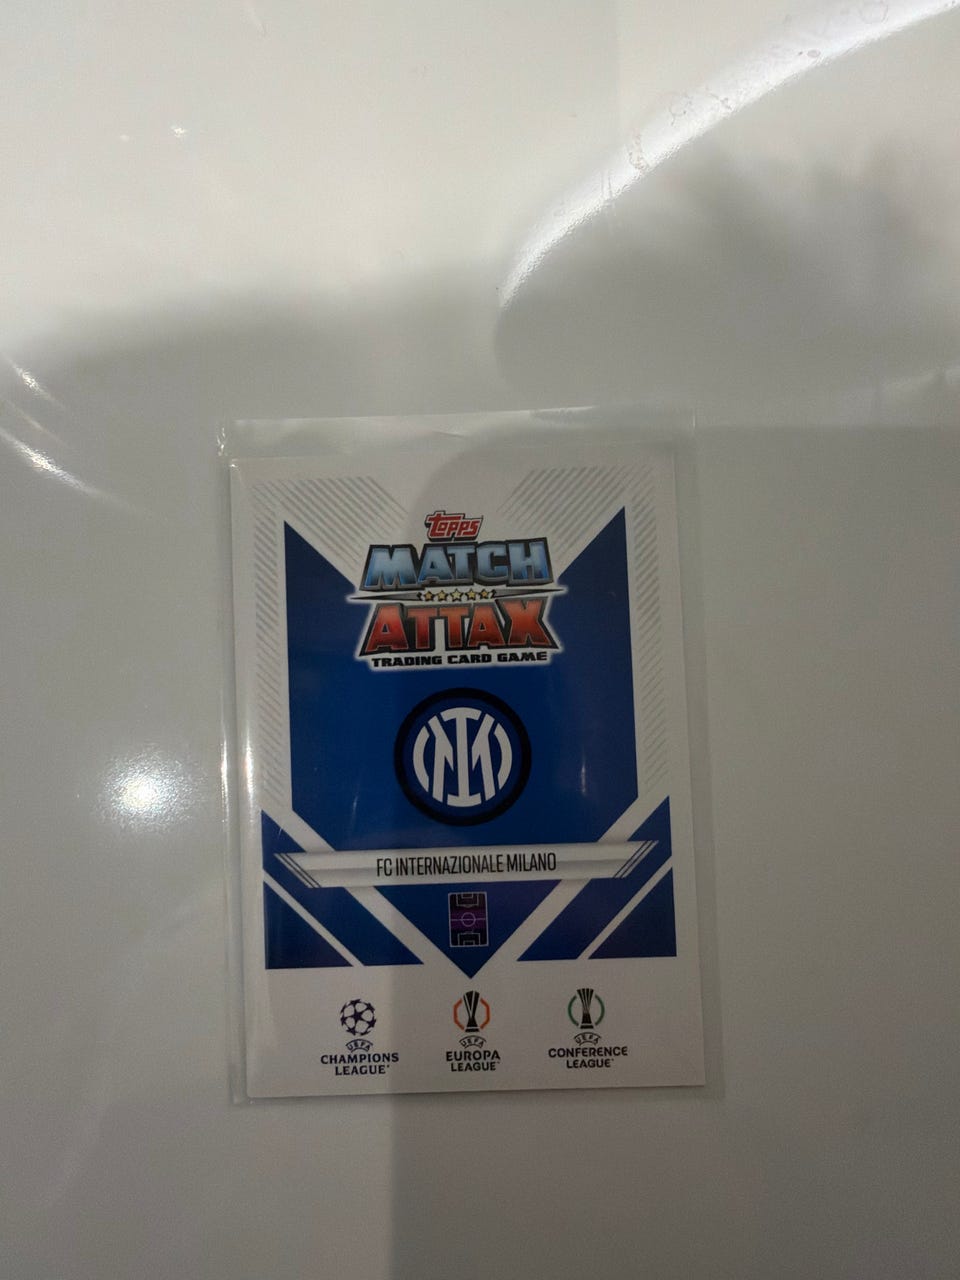 Topps
MATCH
ATTAX
TRADING CARD GAME
FC INTERNAZIONALE MILANO
UEFA
CHAMPIONS
LEAGUE
UEFA
EUROPA
LEAGUE
UEFA
CONFERENCE
LEAGUE